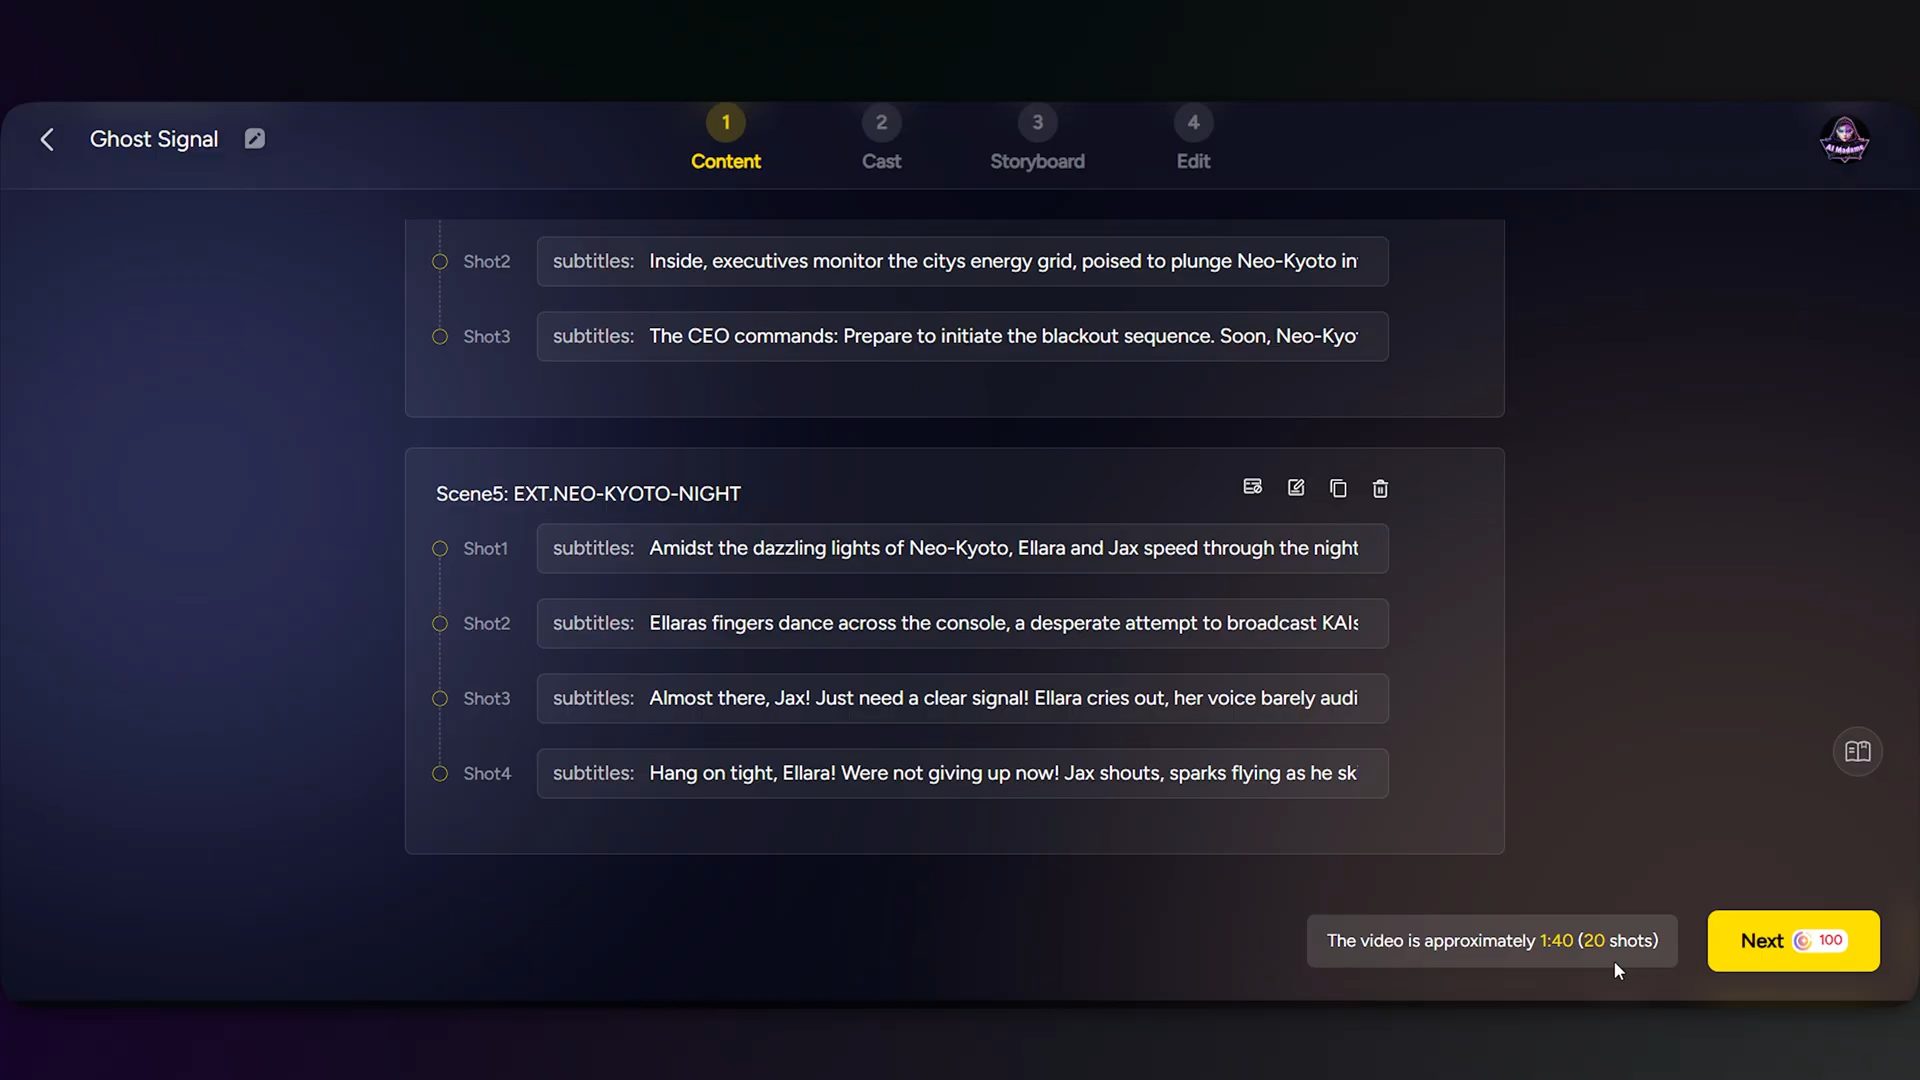 Ghost Signal
1
Content
2
Cast
3
Storyboard
4
Edit
AI Madame
Shot2 subtitles: Inside, executives monitor the citys energy grid, poised to plunge Neo-Kyoto in
Shot3 subtitles: The CEO commands: Prepare to initiate the blackout sequence. Soon, Neo-Kyo
Scene5: EXT.NEO-KYOTO-NIGHT
Shot1 subtitles: Amidst the dazzling lights of Neo-Kyoto, Ellara and Jax speed through the night
Shot2 subtitles: Ellaras fingers dance across the console, a desperate attempt to broadcast KAIs
Shot3 subtitles: Almost there, Jax! Just need a clear signal! Ellara cries out, her voice barely audi
Shot4 subtitles: Hang on tight, Ellara! Were not giving up now! Jax shouts, sparks flying as he sk
The video is approximately 1:40 (20 shots)
Next 100